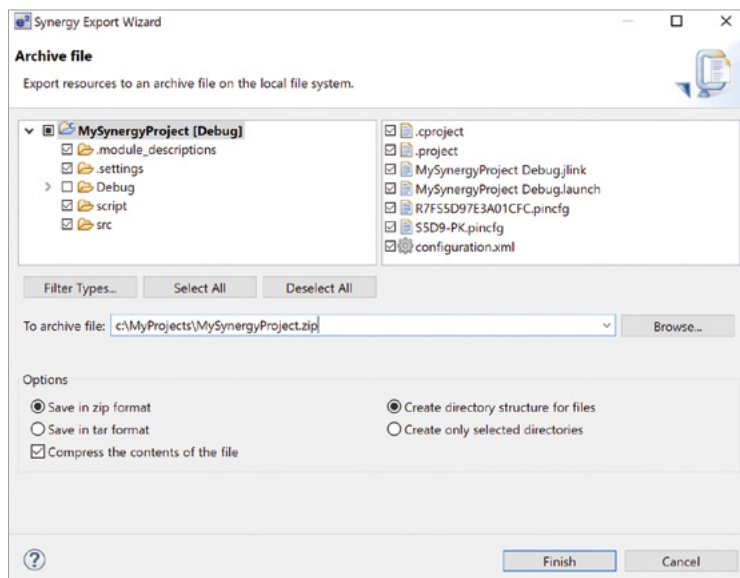 e² Synergy Export Wizard
Archive file
Export resources to an archive file on the local file system.
MySynergyProject [Debug]
.module_descriptions
.settings
Debug
script
src
.cproject
.project
MySynergyProject Debug.jlink
MySynergyProject Debug.launch
R7FS5D97E3A01CFC.pincfg
S5D9-PK.pincfg
configuration.xml
Filter Types...
Select All
Deselect All
To archive file:
c:\MyProjects\MySynergyProject.zip
Browse...
Options
Save in zip format
Create directory structure for files
Save in tar format
Create only selected directories
Compress the contents of the file
?
Finish
Cancel